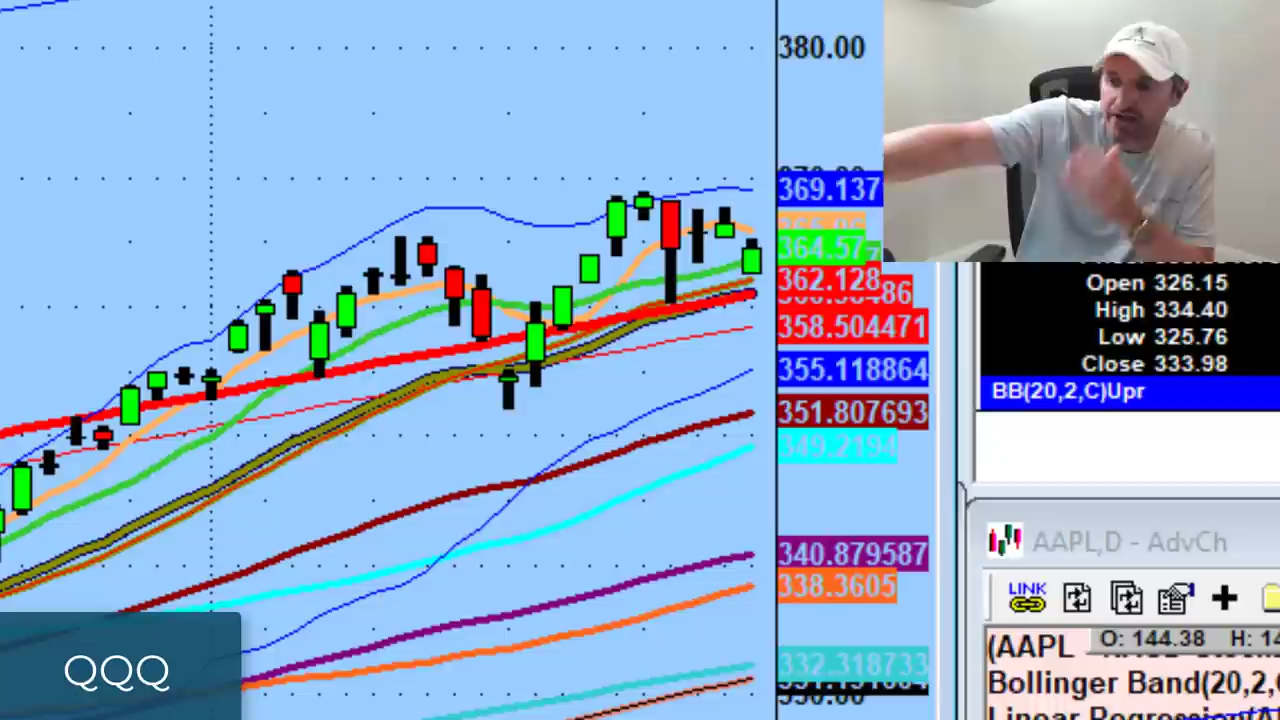 380.00
369.137
364.57
362.128
358.504471
355.118864
351.807693
349.2194
340.879587
338.3605
332.318733
Open 326.15
High 334.40
Low 325.76
Close 333.98
BB(20,2,C)Upr
AAPL,D - AdvCh
LINK
(AAPL
O: 144.38 H: 14
Bollinger Band(20,2,
QQQ